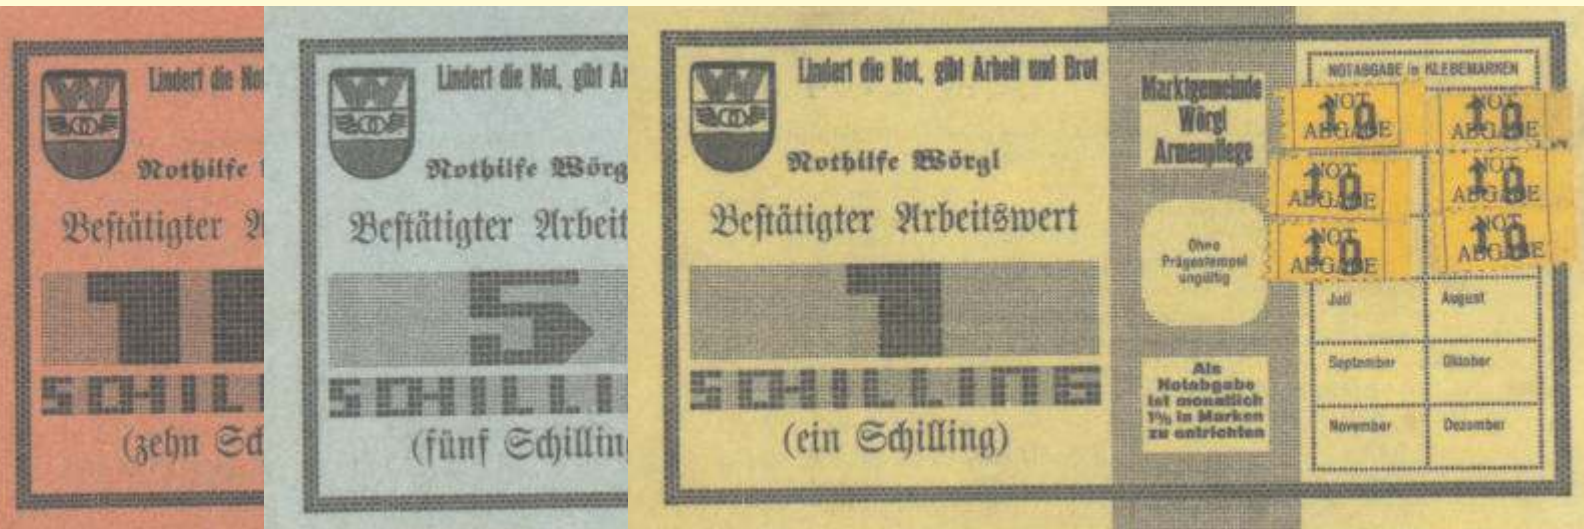 Lindert die Not
Nothilfe
Bestätigter A
1
SCHILL
(zehn Sch
Lindert die Not, gibt Ar
Nothilfe Wörg
Bestätigter Arbeit
5
SCHILLI
(fünf Schilling
Lindert die Not, gibt Arbeit und Brot
Nothilfe Wörgl
Bestätigter Arbeitswert
1
SCHILLING
(ein Schilling)
Marktgemeinde
Wörgl
Armenpflege
Ohne
Prägestempel
ungültig
Als
Notabgabe
ist monatlich
1% in Marken
zu entrichten
NOTABGABE in KLEBEMARKEN
NOT
10
ABGABE
NOT
10
ABGABE
NOT
10
ABGABE
NOT
10
ABGABE
NOT
10
ABGABE
NOT
10
ABGABE
Juli August
September Oktober
November Dezember